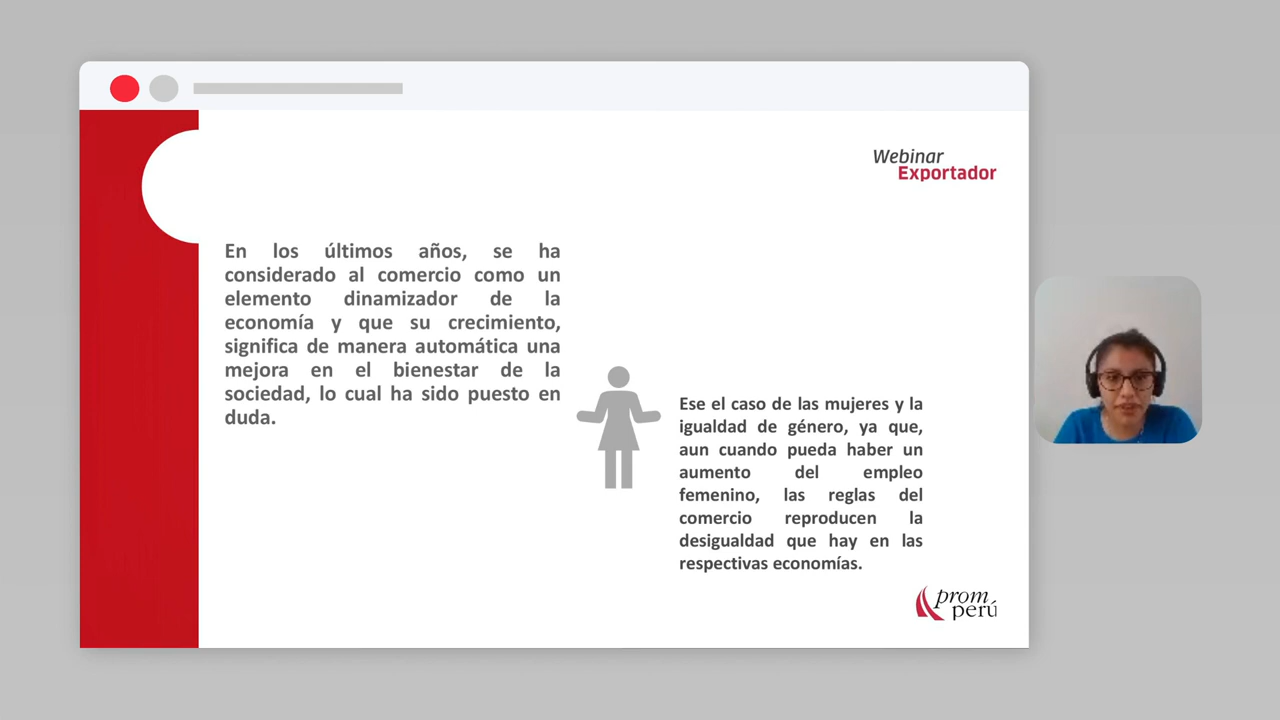 Webinar
Exportador
En los últimos años, se ha
considerado al comercio como un
elemento dinamizador de la
economía y que su crecimiento,
significa de manera automática una
mejora en el bienestar de la
sociedad, lo cual ha sido puesto en
duda.
Ese el caso de las mujeres y la
igualdad de género, ya que,
aun cuando pueda haber un
aumento del empleo
femenino, las reglas del
comercio reproducen la
desigualdad que hay en las
respectivas economías.
prom
perú